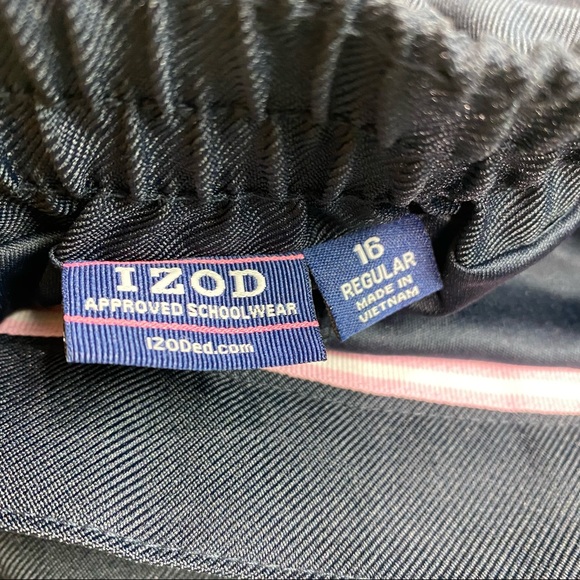 IZOD
APPROVED SCHOOLWEAR
IZODed.com
16
REGULAR
MADE IN
VIETNAM